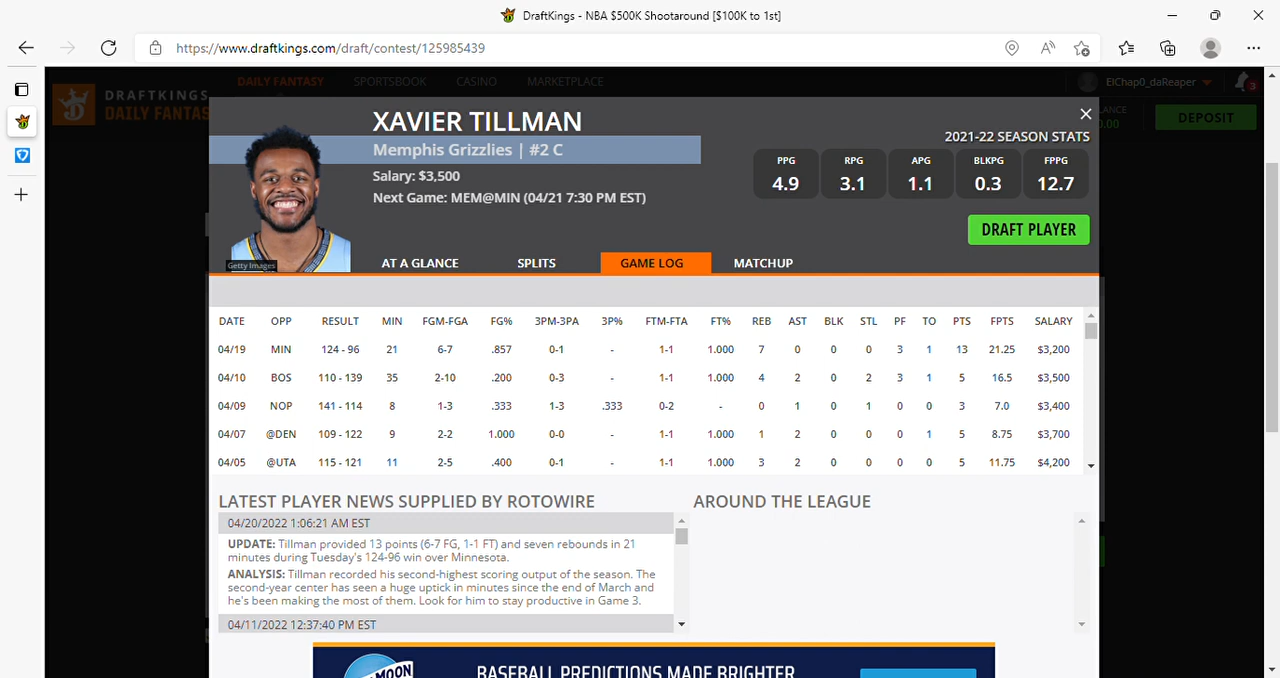 DraftKings - NBA $500K Shootaround [$100K to 1st]
https://www.draftkings.com/draft/contest/125985439
DRAFTKINGS
DAILY FANTAS
DAILY FANTASY SPORTSBOOK CASINO MARKETPLACE
ElChap0_daReaper
3
ANCE
0.00
DEPOSIT
XAVIER TILLMAN
Memphis Grizzlies | #2 C
Salary: $3,500
Next Game: MEM@MIN (04/21 7:30 PM EST)
Getty Images
2021-22 SEASON STATS
PPG RPG APG BLKPG FPPG
4.9 3.1 1.1 0.3 12.7
DRAFT PLAYER
AT A GLANCE SPLITS GAME LOG MATCHUP
DATE OPP RESULT MIN FGM-FGA FG% 3PM-3PA 3P% FTM-FTA FT% REB AST BLK STL PF TO PTS FPTS SALARY
04/19 MIN 124 - 96 21 6-7 .857 0-1 - 1-1 1.000 7 0 0 0 3 1 13 21.25 $3,200
04/10 BOS 110 - 139 35 2-10 .200 0-3 - 1-1 1.000 4 2 0 2 3 1 5 16.5 $3,500
04/09 NOP 141 - 114 8 1-3 .333 1-3 .333 0-2 - 0 1 0 1 0 0 3 7.0 $3,400
04/07 @DEN 109 - 122 9 2-2 1.000 0-0 - 1-1 1.000 1 2 0 0 0 1 5 8.75 $3,700
04/05 @UTA 115 - 121 11 2-5 .400 0-1 - 1-1 1.000 3 2 0 0 0 0 5 11.75 $4,200
LATEST PLAYER NEWS SUPPLIED BY ROTOWIRE
04/20/2022 1:06:21 AM EST
UPDATE: Tillman provided 13 points (6-7 FG, 1-1 FT) and seven rebounds in 21
minutes during Tuesday's 124-96 win over Minnesota.
ANALYSIS: Tillman recorded his second-highest scoring output of the season. The
second-year center has seen a huge uptick in minutes since the end of March and
he's been making the most of them. Look for him to stay productive in Game 3.
04/11/2022 12:37:40 PM EST
AROUND THE LEAGUE
MOON
BASEBALL PREDICTIONS MADE BRIGHTER